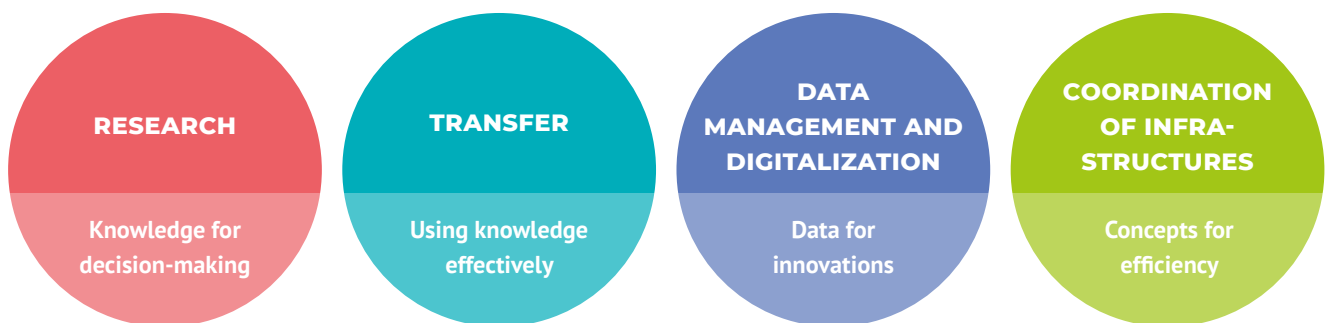 RESEARCH
Knowledge for
decision-making
TRANSFER
Using knowledge
effectively
DATA
MANAGEMENT AND
DIGITALIZATION
Data for
innovations
COORDINATION
OF INFRA-
STRUCTURES
Concepts for
efficiency